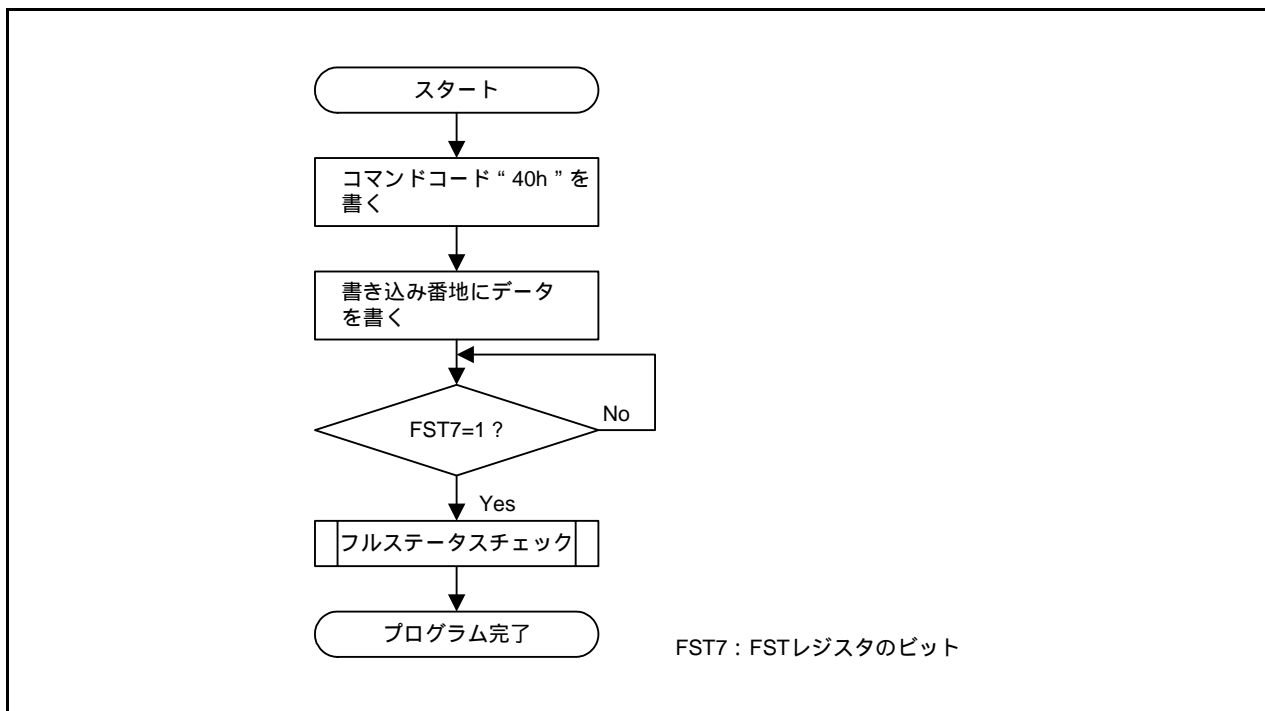 スタート
コマンドコード“ 40h ”を
書く
書き込み番地にデータ
を書く
FST7=1 ?
No
Yes
フルステータスチェック
プログラム完了
FST7 : FSTレジスタのビット